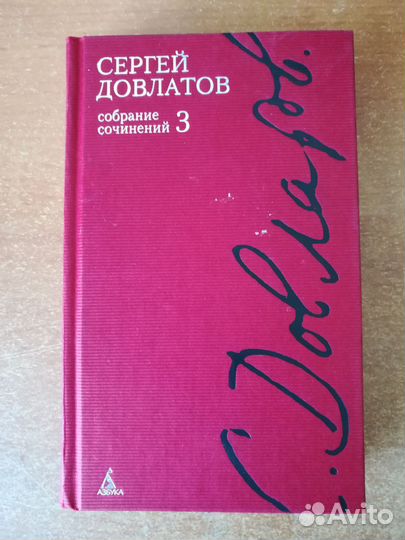 СЕРГЕЙ
ДОВЛАТОВ
собрание
сочинений 3
С. Довлатов.
АЗБУКА
Avito